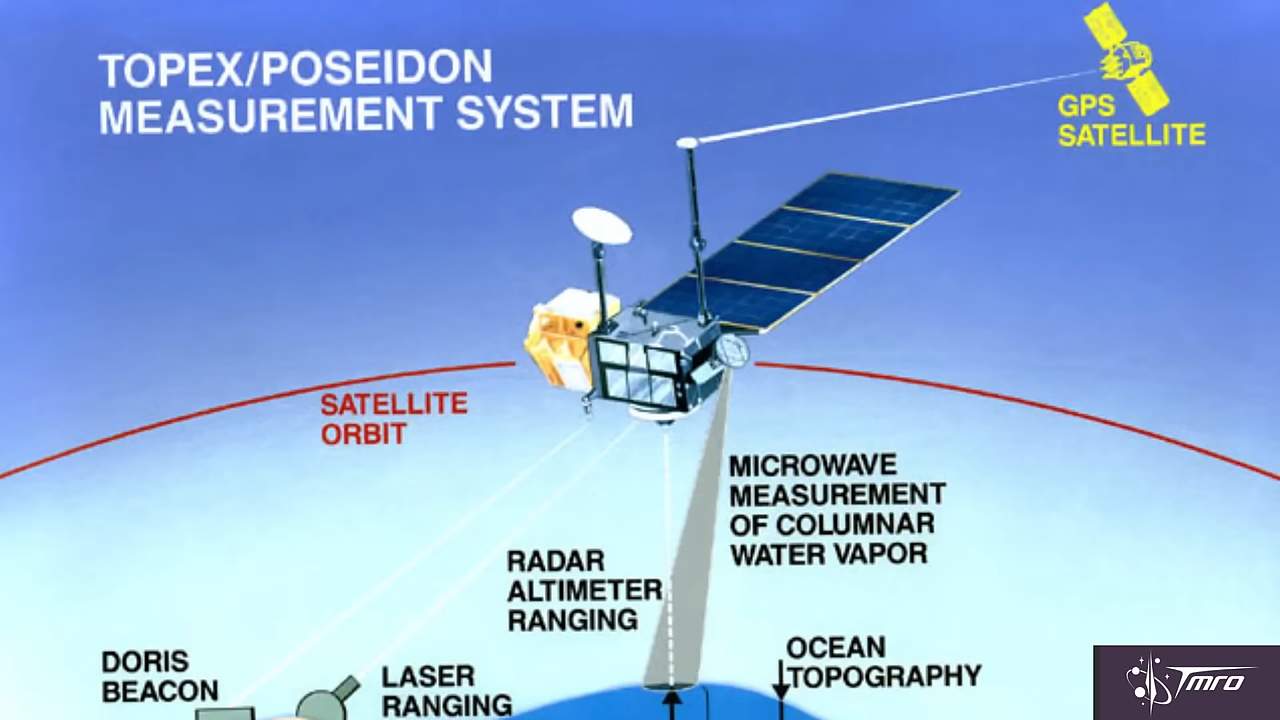 TOPEX/POSEIDON
MEASUREMENT SYSTEM
GPS
SATELLITE
SATELLITE
ORBIT
MICROWAVE
MEASUREMENT
OF COLUMNAR
WATER VAPOR
RADAR
ALTIMETER
RANGING
DORIS
BEACON
LASER
RANGING
OCEAN
TOPOGRAPHY
TMRO